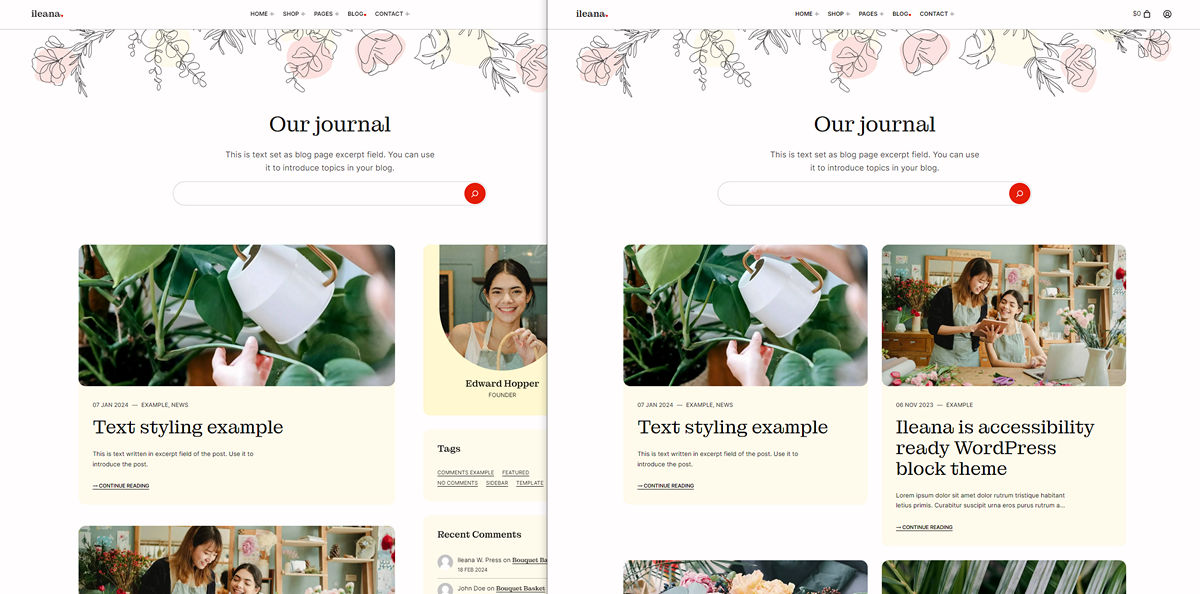 ileana.
HOME + SHOP + PAGES + BLOG CONTACT +
Our journal
This is text set as blog page excerpt field. You can use
it to introduce topics in your blog.
07 JAN 2024 — EXAMPLE, NEWS
Text styling example
This is text written in excerpt field of the post. Use it to
introduce the post.
→ CONTINUE READING
Edward Hopper
FOUNDER
Tags
COMMENTS EXAMPLE FEATURED
NO COMMENTS SIDEBAR TEMPLATE
Recent Comments
Ileana W. Press on Bouquet Ba
18 FEB 2024
John Doe on Bouquet Basket
ileana.
HOME + SHOP + PAGES + BLOG CONTACT +
$0
Our journal
This is text set as blog page excerpt field. You can use
it to introduce topics in your blog.
07 JAN 2024 — EXAMPLE, NEWS
Text styling example
This is text written in excerpt field of the post. Use it to
introduce the post.
→ CONTINUE READING
06 NOV 2023 — EXAMPLE
Ileana is accessibility
ready WordPress
block theme
Lorem ipsum dolor sit amet dolor rutrum tristique habitant
letius primis. Curabitur suscipit urna eros purus rutrum a…
→ CONTINUE READING